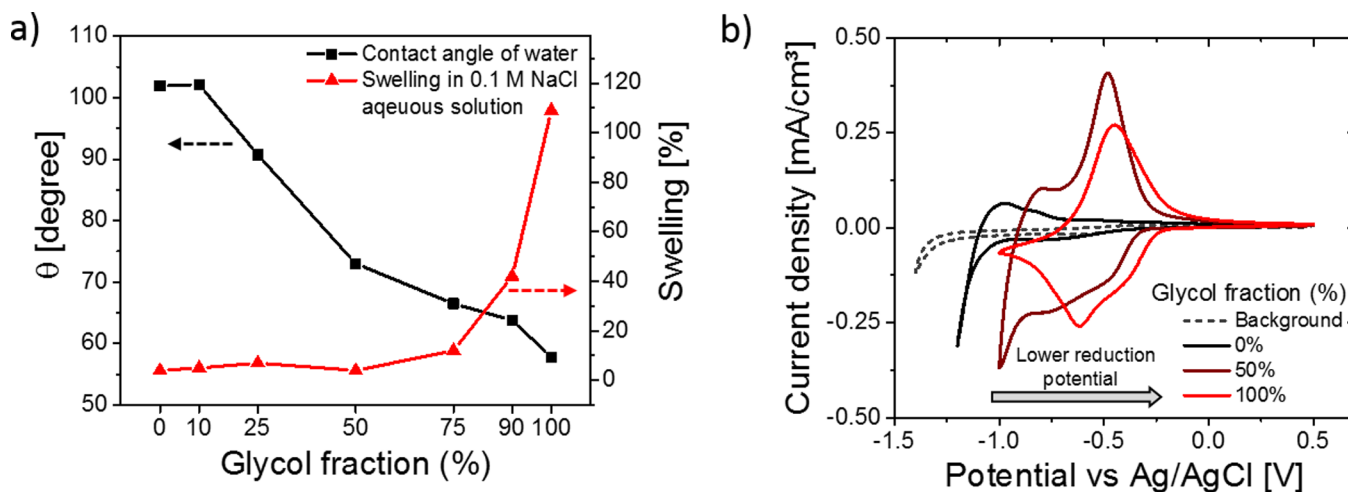 a)
110
100
90
80
70
60
50
θ [degree]
Contact angle of water
Swelling in 0.1 M NaCl
aqeuous solution
120
100
80
60
40
20
0
Swelling [%]
0 10 25 50 75 90 100
Glycol fraction (%)
b)
0.50
0.25
0.00
-0.25
-0.50
Current density [mA/cm³]
Glycol fraction (%)
Background
0%
50%
100%
Lower reduction
potential
-1.5 -1.0 -0.5 0.0 0.5
Potential vs Ag/AgCl [V]